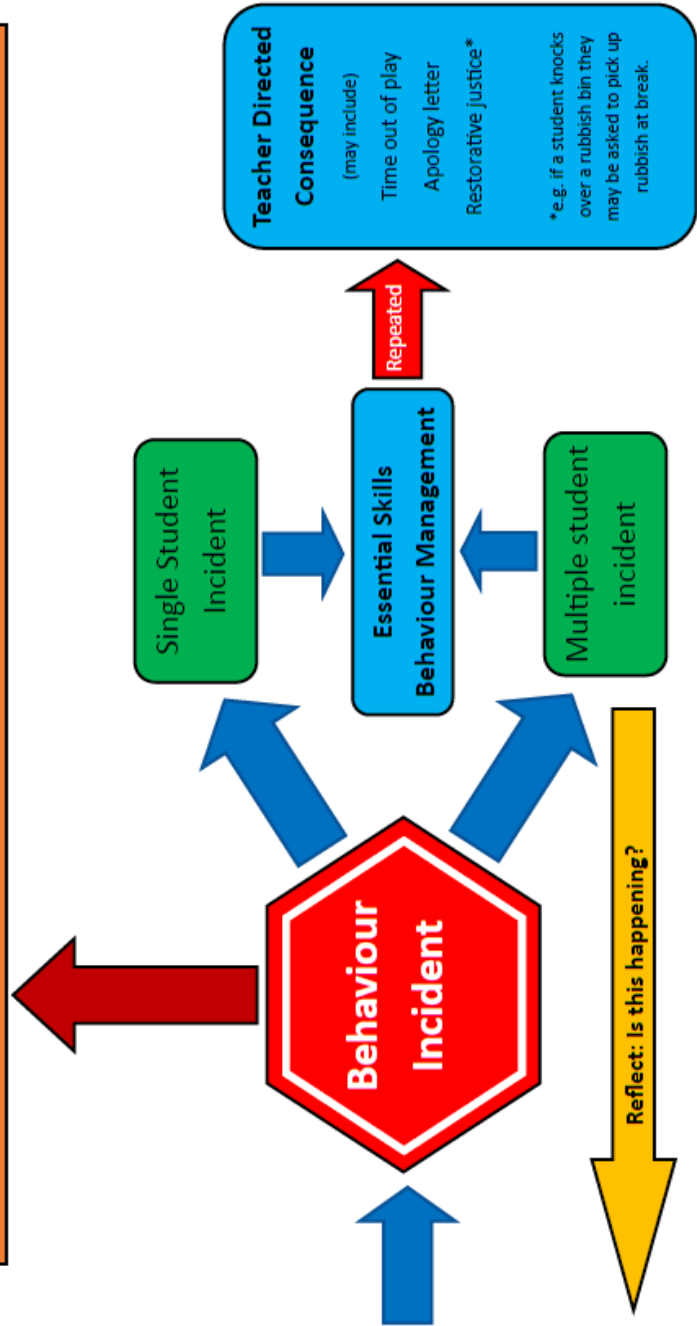 Behaviour
Incident
Single Student
Incident
Essential Skills
Behaviour Management
Multiple student
incident
Reflect: Is this happening?
Repeated
Teacher Directed
Consequence
(may include)
Time out of play
Apology letter
Restorative justice*
*e.g. if a student knocks
over a rubbish bin they
may be asked to pick up
rubbish at break.